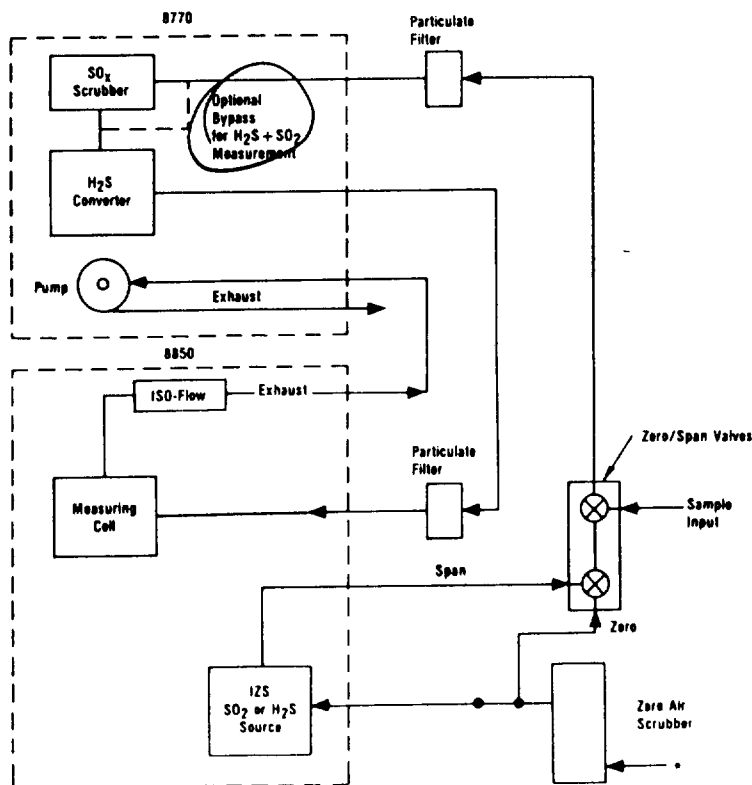 8770
Particulate
Filter
SOx
Scrubber
Optional
Bypass
for H2S + SO2
Measurement
H2S
Converter
Pump
Exhaust
8850
ISO-Flow
Exhaust
Particulate
Filter
Zero/Span Valves
Measuring
Cell
Sample
Input
Span
Zero
IZS
SO2 or H2S
Source
Zero Air
Scrubber